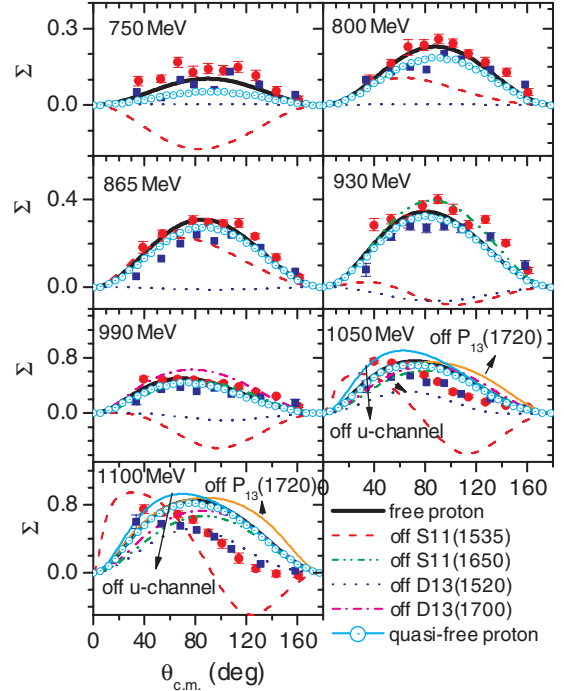 750 MeV
800 MeV
Σ
0.2
0.0
865 MeV
930 MeV
Σ
0.4
0.0
990 MeV
1050 MeV
off P13(1720)
Σ
0.8
0.0
off u-channel
1100 MeV
off P13(1720)
Σ
0.8
0.0
off u-channel
0 40 80 120 160
0 40 80 120 160
θc.m. (deg)
free proton
off S11(1535)
off S11(1650)
off D13(1520)
off D13(1700)
quasi-free proton